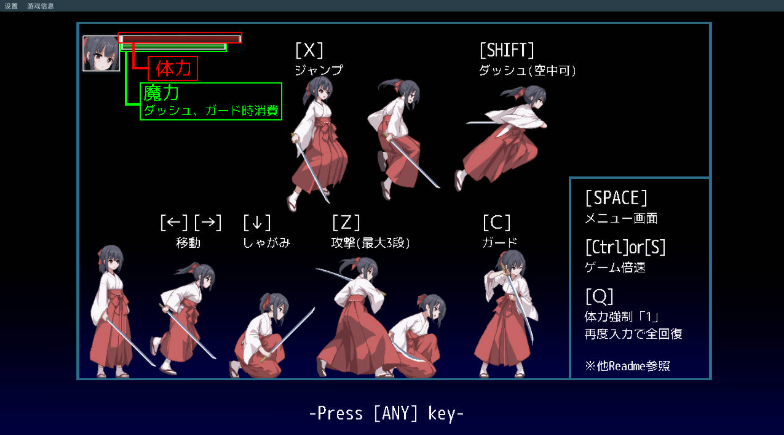 设置 游戏信息
体力
魔力
ダッシュ、ガード時消費
[X]
ジャンプ
[SHIFT]
ダッシュ(空中可)
[←][→]
移動
[↓]
しゃがみ
[Z]
攻撃(最大3段)
[C]
ガード
[SPACE]
メニュー画面
[Ctrl]or[S]
ゲーム倍速
[Q]
体力強制「1」
再度入力で全回復
※他Readme参照
-Press [ANY] key-